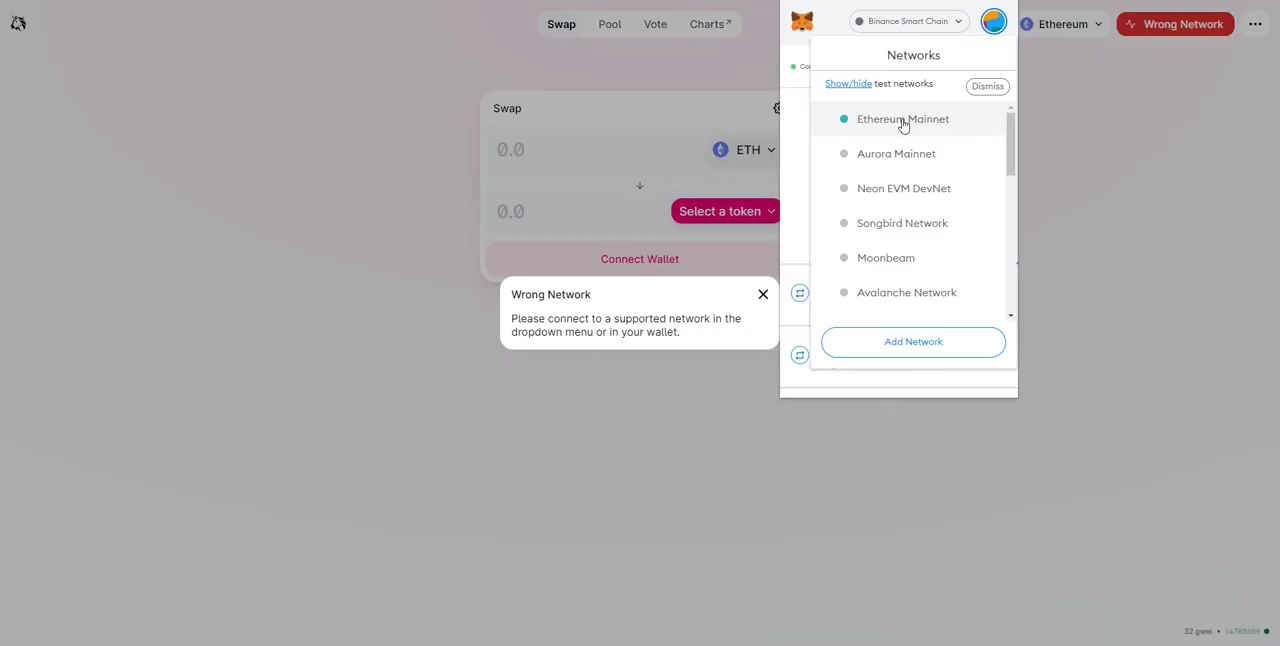 Swap Pool Vote Charts↗
Binance Smart Chain
Ethereum
Wrong Network
Networks
Show/hide test networks
Dismiss
Ethereum Mainnet
Aurora Mainnet
Neon EVM DevNet
Songbird Network
Moonbeam
Avalanche Network
Add Network
Swap
0.0
ETH
0.0
Select a token
Connect Wallet
Wrong Network
Please connect to a supported network in the
dropdown menu or in your wallet.
32 gwei • 14780609